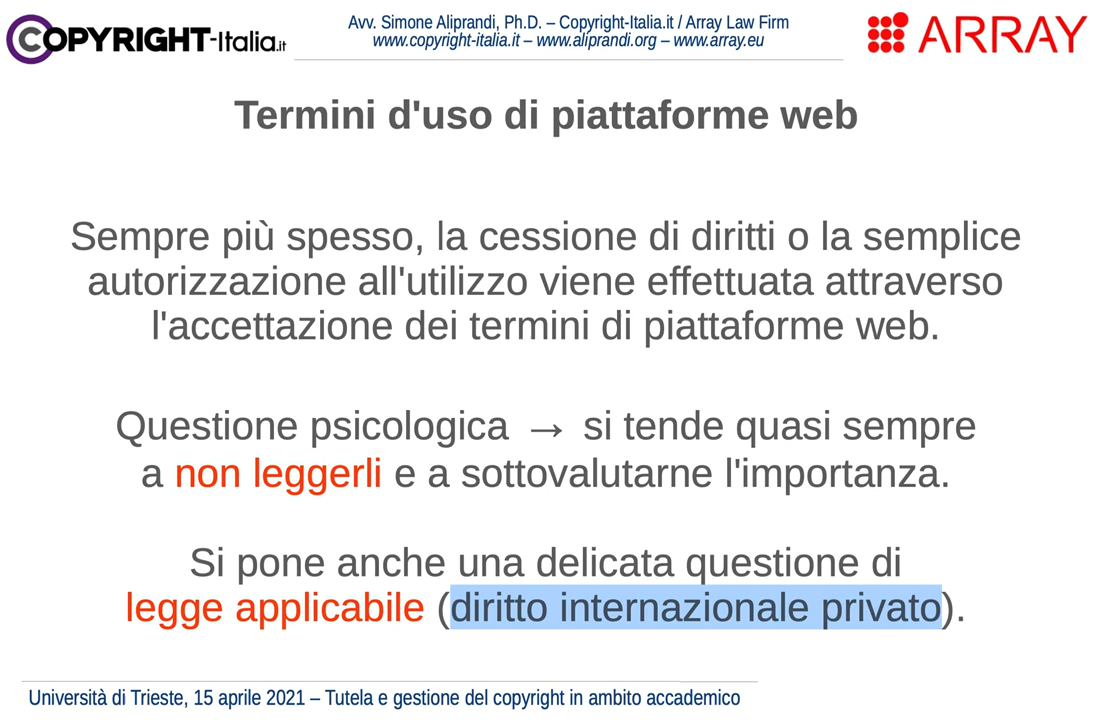 COPYRIGHT-Italia.it
Avv. Simone Aliprandi, Ph.D. – Copyright-Italia.it / Array Law Firm
www.copyright-italia.it – www.aliprandi.org – www.array.eu
ARRAY
Termini d'uso di piattaforme web
Sempre più spesso, la cessione di diritti o la semplice
autorizzazione all'utilizzo viene effettuata attraverso
l'accettazione dei termini di piattaforme web.
Questione psicologica → si tende quasi sempre
a non leggerli e a sottovalutarne l'importanza.
Si pone anche una delicata questione di
legge applicabile (diritto internazionale privato).
Università di Trieste, 15 aprile 2021 – Tutela e gestione del copyright in ambito accademico